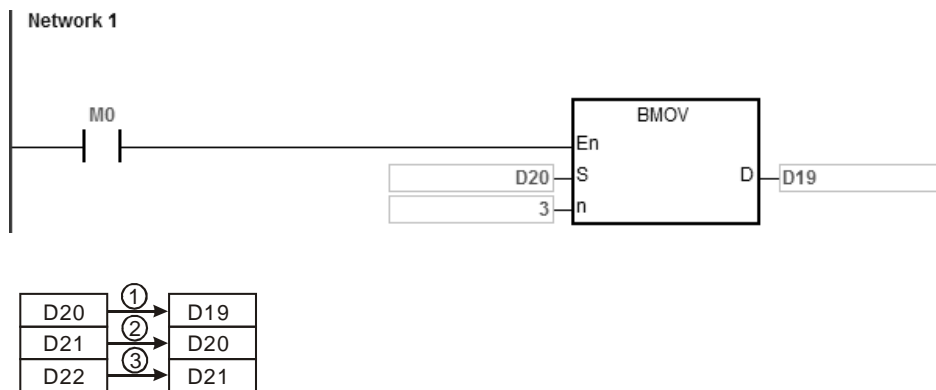 Network 1
M0
BMOV
En
D20 S D D19
3 n
D20 ① D19
D21 ② D20
D22 ③ D21